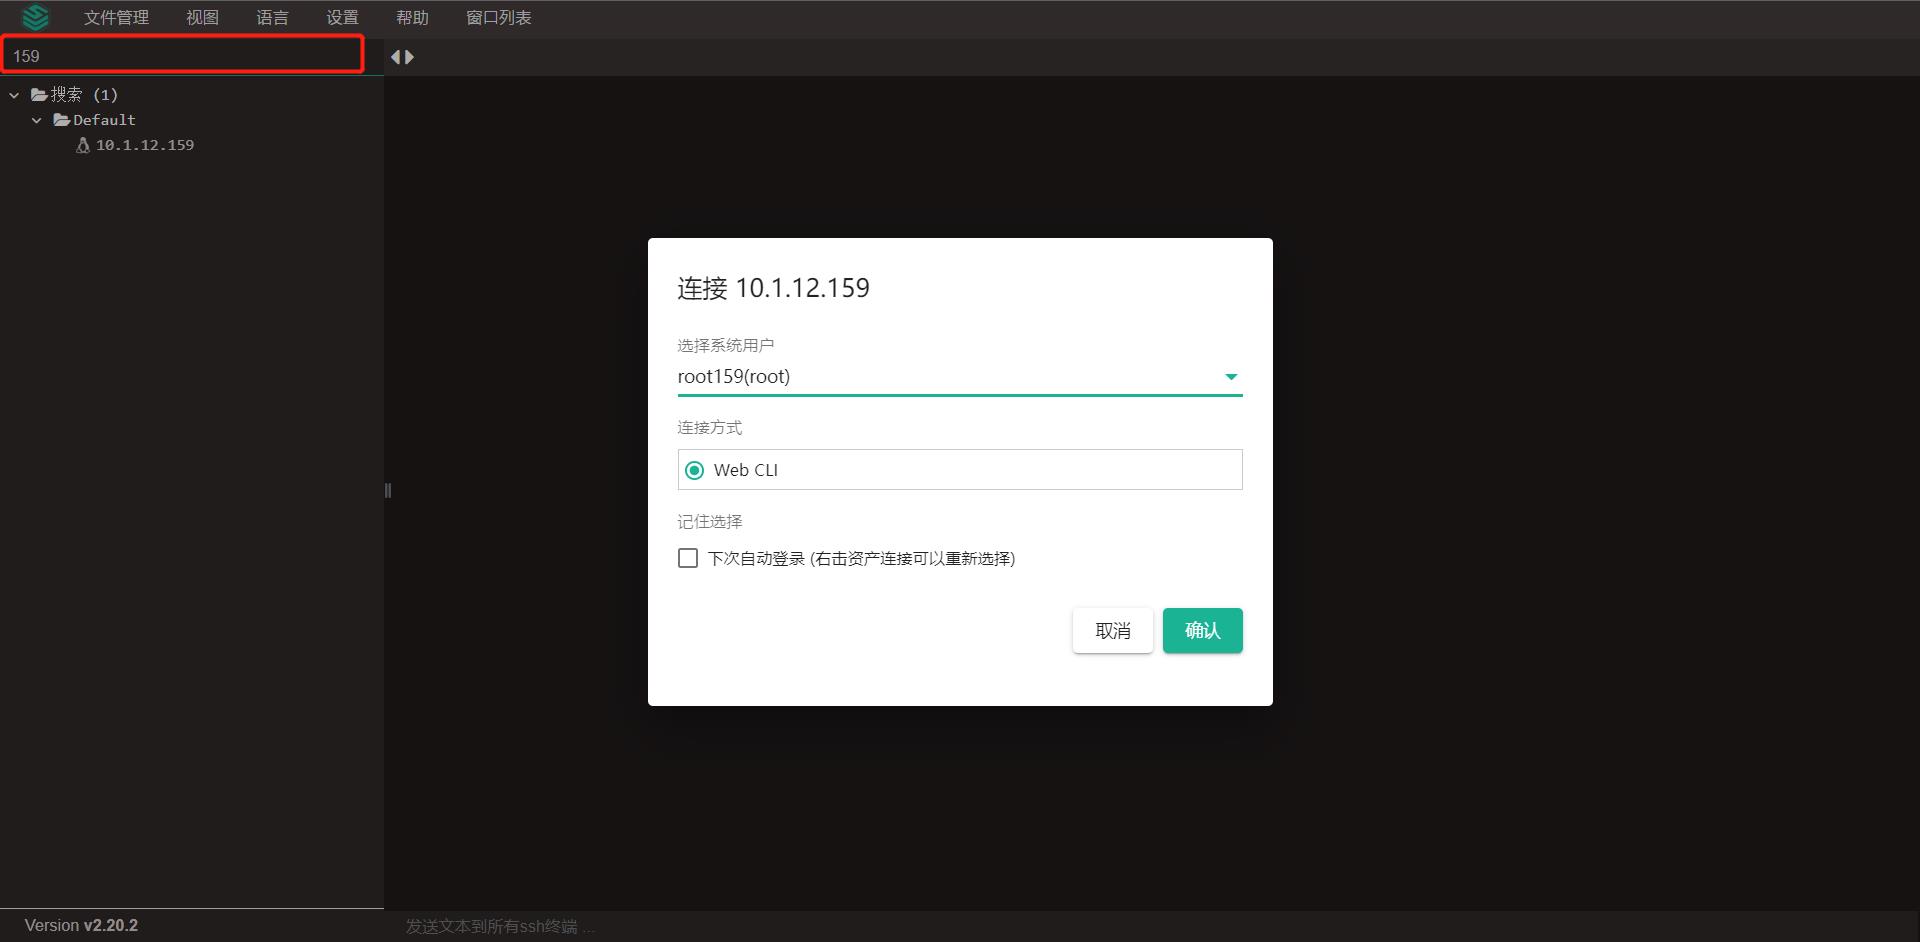 文件管理 视图 语言 设置 帮助 窗口列表
159
搜索 (1)
Default
10.1.12.159
连接 10.1.12.159
选择系统用户
root159(root)
连接方式
Web CLI
记住选择
下次自动登录 (右击资产连接可以重新选择)
取消 确认
Version v2.20.2
发送文本到所有ssh终端 ...